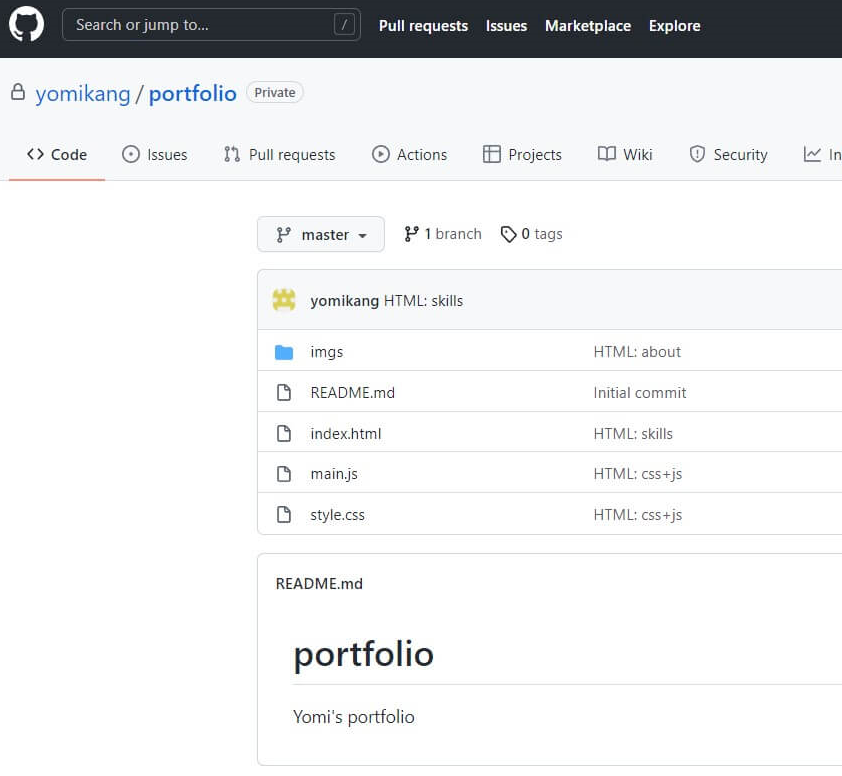 Search or jump to... / Pull requests Issues Marketplace Explore
yomikang / portfolio Private
Code Issues Pull requests Actions Projects Wiki Security In
master 1 branch 0 tags
yomikang HTML: skills
imgs HTML: about
README.md Initial commit
index.html HTML: skills
main.js HTML: css+js
style.css HTML: css+js
README.md
portfolio
Yomi's portfolio